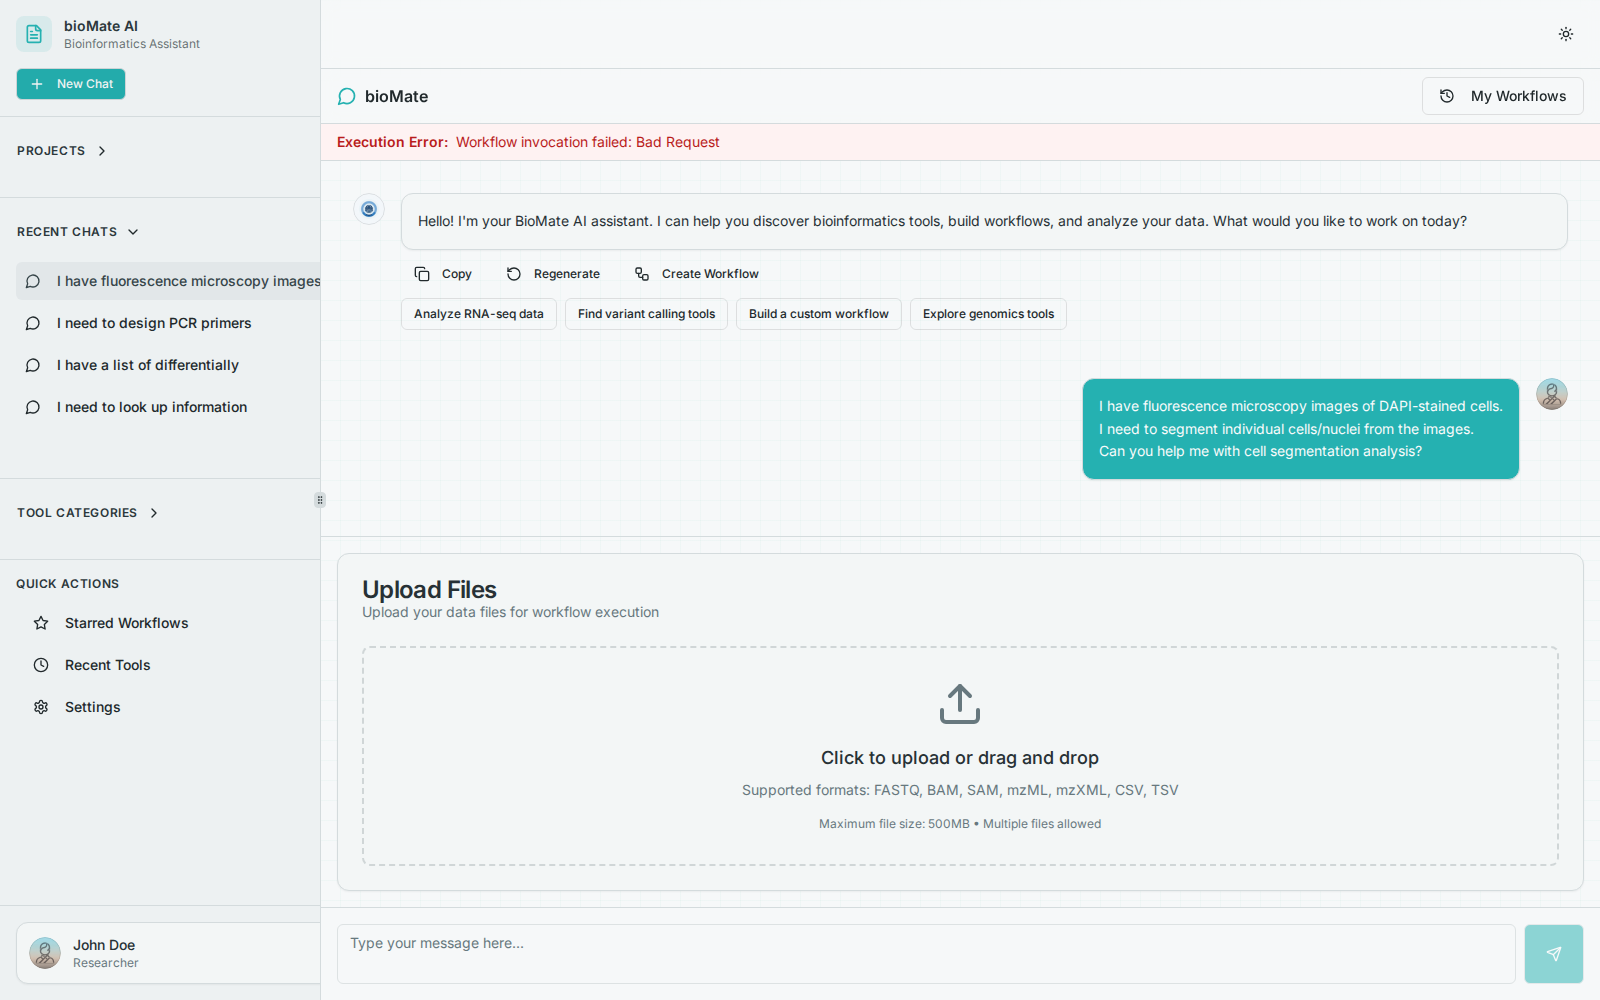 bioMate AI
Bioinformatics Assistant
New Chat
PROJECTS
RECENT CHATS
I have fluorescence microscopy images
I need to design PCR primers
I have a list of differentially
I need to look up information
TOOL CATEGORIES
QUICK ACTIONS
Starred Workflows
Recent Tools
Settings
John Doe
Researcher
bioMate
My Workflows
Execution Error: Workflow invocation failed: Bad Request
Hello! I'm your BioMate AI assistant. I can help you discover bioinformatics tools, build workflows, and analyze your data. What would you like to work on today?
Copy Regenerate Create Workflow
Analyze RNA-seq data Find variant calling tools Build a custom workflow Explore genomics tools
I have fluorescence microscopy images of DAPI-stained cells.
I need to segment individual cells/nuclei from the images.
Can you help me with cell segmentation analysis?
Upload Files
Upload your data files for workflow execution
Click to upload or drag and drop
Supported formats: FASTQ, BAM, SAM, mzML, mzXML, CSV, TSV
Maximum file size: 500MB • Multiple files allowed
Type your message here...